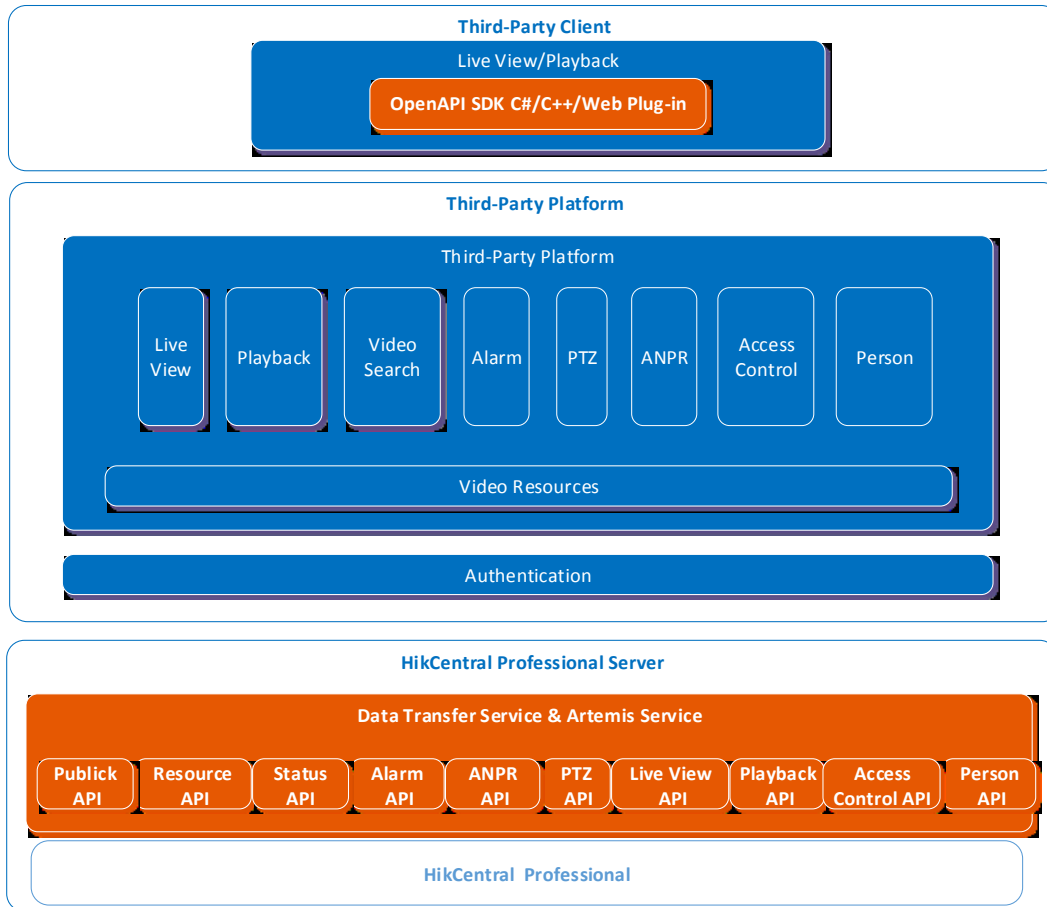 Third-Party Client
Live View/Playback
OpenAPI SDK C#/C++/Web Plug-in
Third-Party Platform
Third-Party Platform
Live
View
Playback
Video
Search
Alarm
PTZ
ANPR
Access
Control
Person
Video Resources
Authentication
HikCentral Professional Server
Data Transfer Service & Artemis Service
Publick
API
Resource
API
Status
API
Alarm
API
ANPR
API
PTZ
API
Live View
API
Playback
API
Access
Control API
Person
API
HikCentral Professional